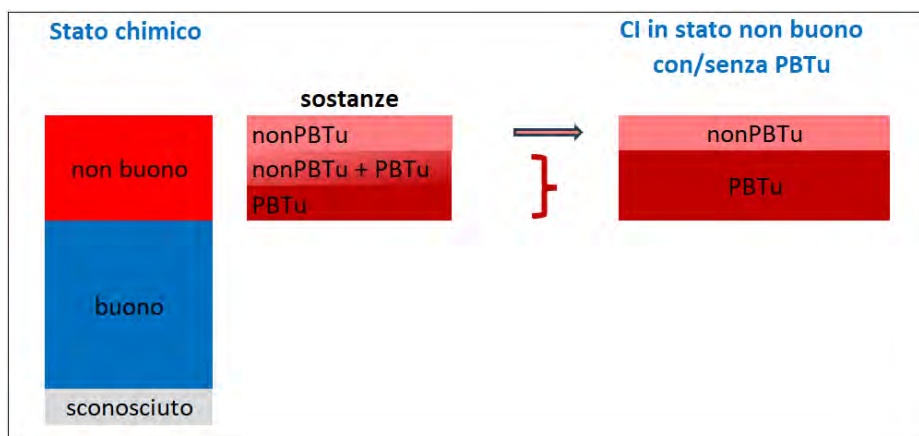 Stato chimico
CI in stato non buono
con/senza PBTu
sostanze
nonPBTu
nonPBTu + PBTu
PBTu
nonPBTu
PBTu
non buono
buono
sconosciuto